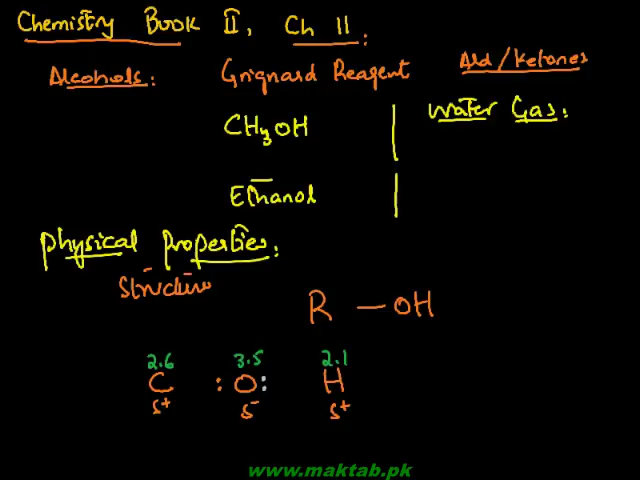 Chemistry Book II, Ch 11:
Alcohols: Grignard Reagent Ald/Ketones
CH3OH Water Gas:
Ethanol
Physical Properties:
Structure
R — OH
2.6 3.5 2.1
C : O : H
δ+ δ- δ+
www.maktab.pk